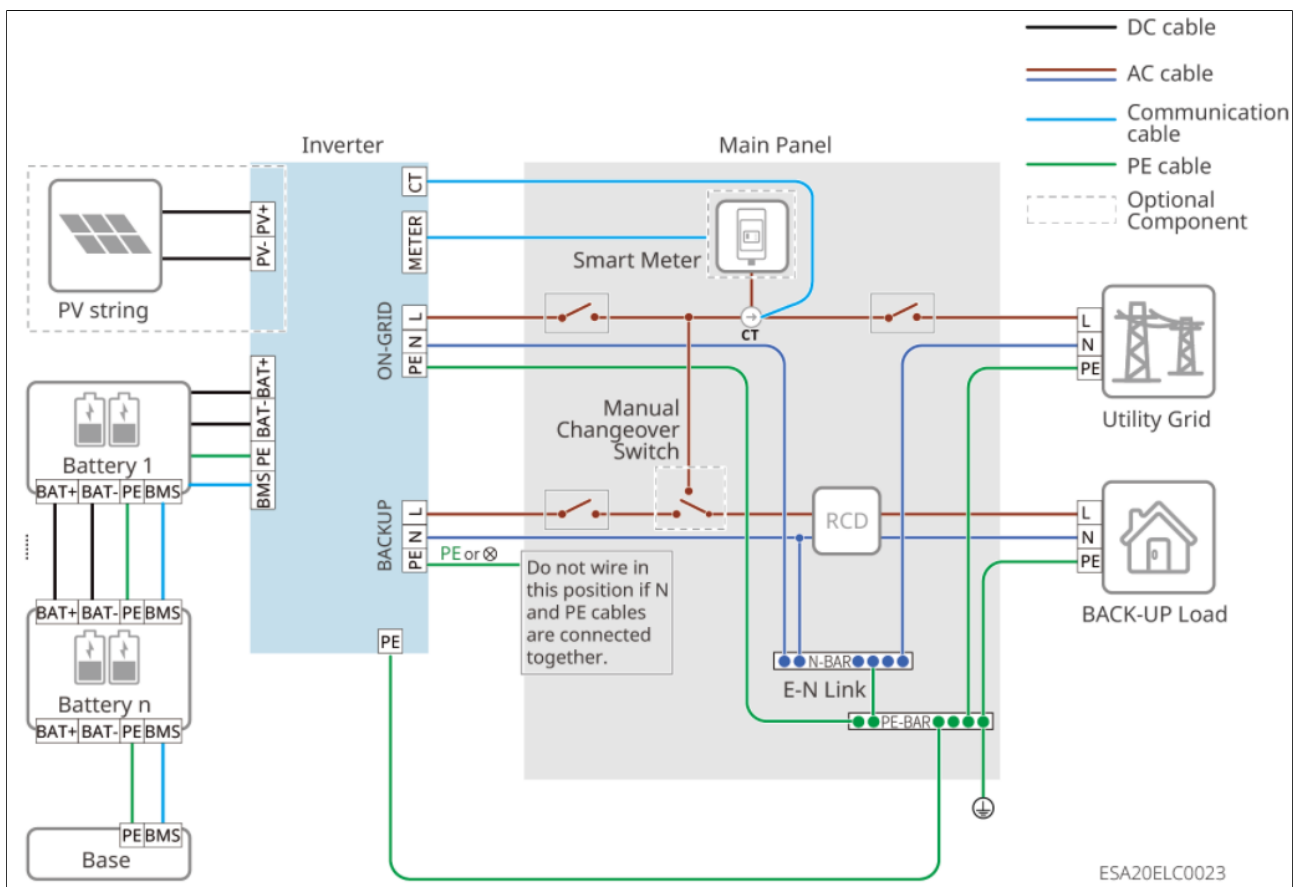 DC cable
AC cable
Communication
cable
PE cable
Optional
Component
Inverter
Main Panel
CT
METER
PV+
PV-
PV string
Smart Meter
ON-GRID
L
N
PE
CT
L
N
PE
Utility Grid
BAT+
BAT-
PE
BMS
Battery 1
BAT+ BAT- PE BMS
Manual
Changeover
Switch
BACKUP
L
N
PE
PE or
RCD
L
N
PE
BACK-UP Load
Do not wire in
this position if N
and PE cables
are connected
together.
BAT+ BAT- PE BMS
Battery n
BAT+ BAT- PE BMS
PE
N-BAR
E-N Link
PE-BAR
PE BMS
Base
ESA20ELC0023